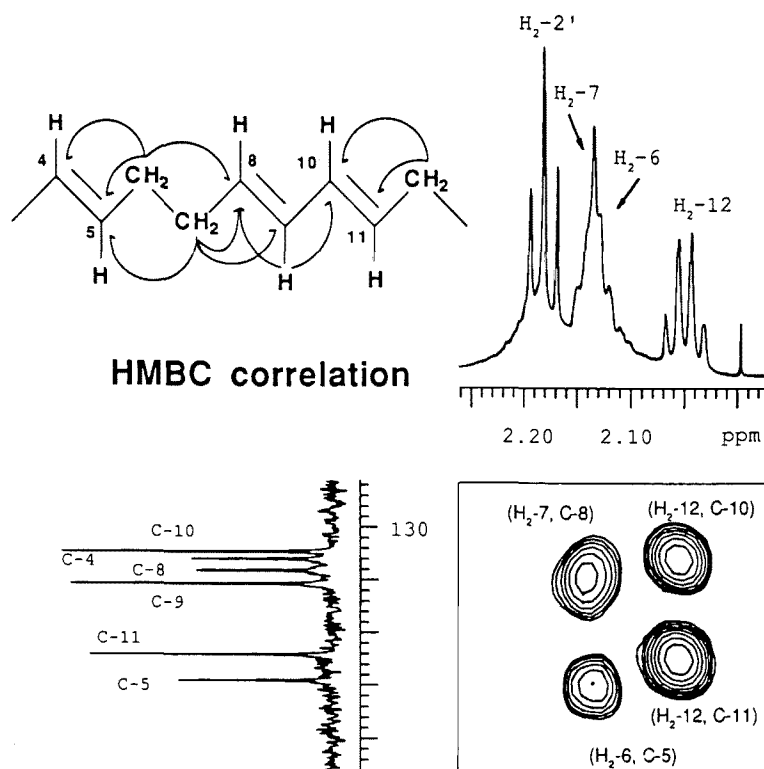 H₂-2'
H₂-7
H₂-6
H₂-12
2.20 2.10 ppm
H H H
4 CH₂ 8 10 CH₂
5 CH₂ 11
H H H
HMBC correlation
130
C-10
C-4
C-8
C-9
C-11
C-5
(H₂-7, C-8) (H₂-12, C-10)
(H₂-12, C-11)
(H₂-6, C-5)